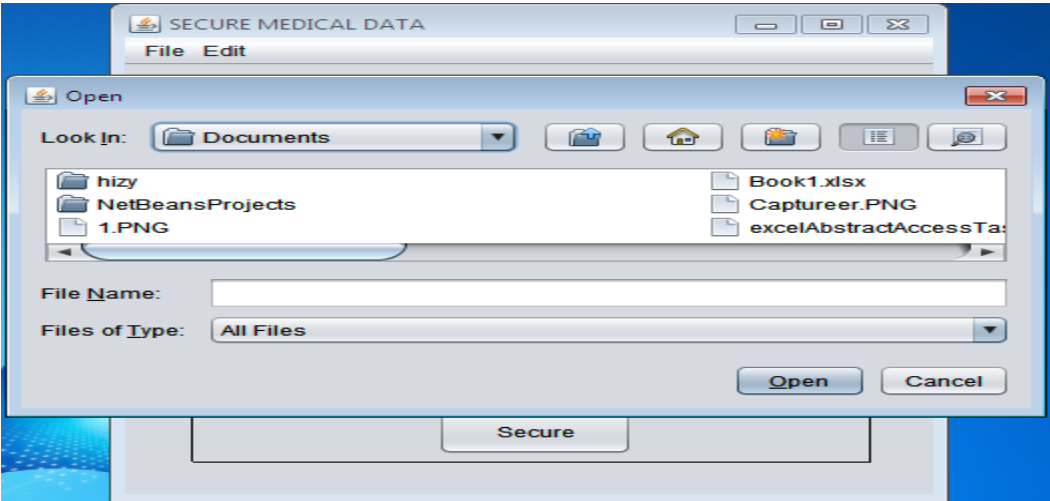 SECURE MEDICAL DATA
File Edit
Open
Look In: Documents
hizy Book1.xlsx
NetBeansProjects Captureer.PNG
1.PNG excelAbstractAccessTa
File Name:
Files of Type: All Files
Open Cancel
Secure